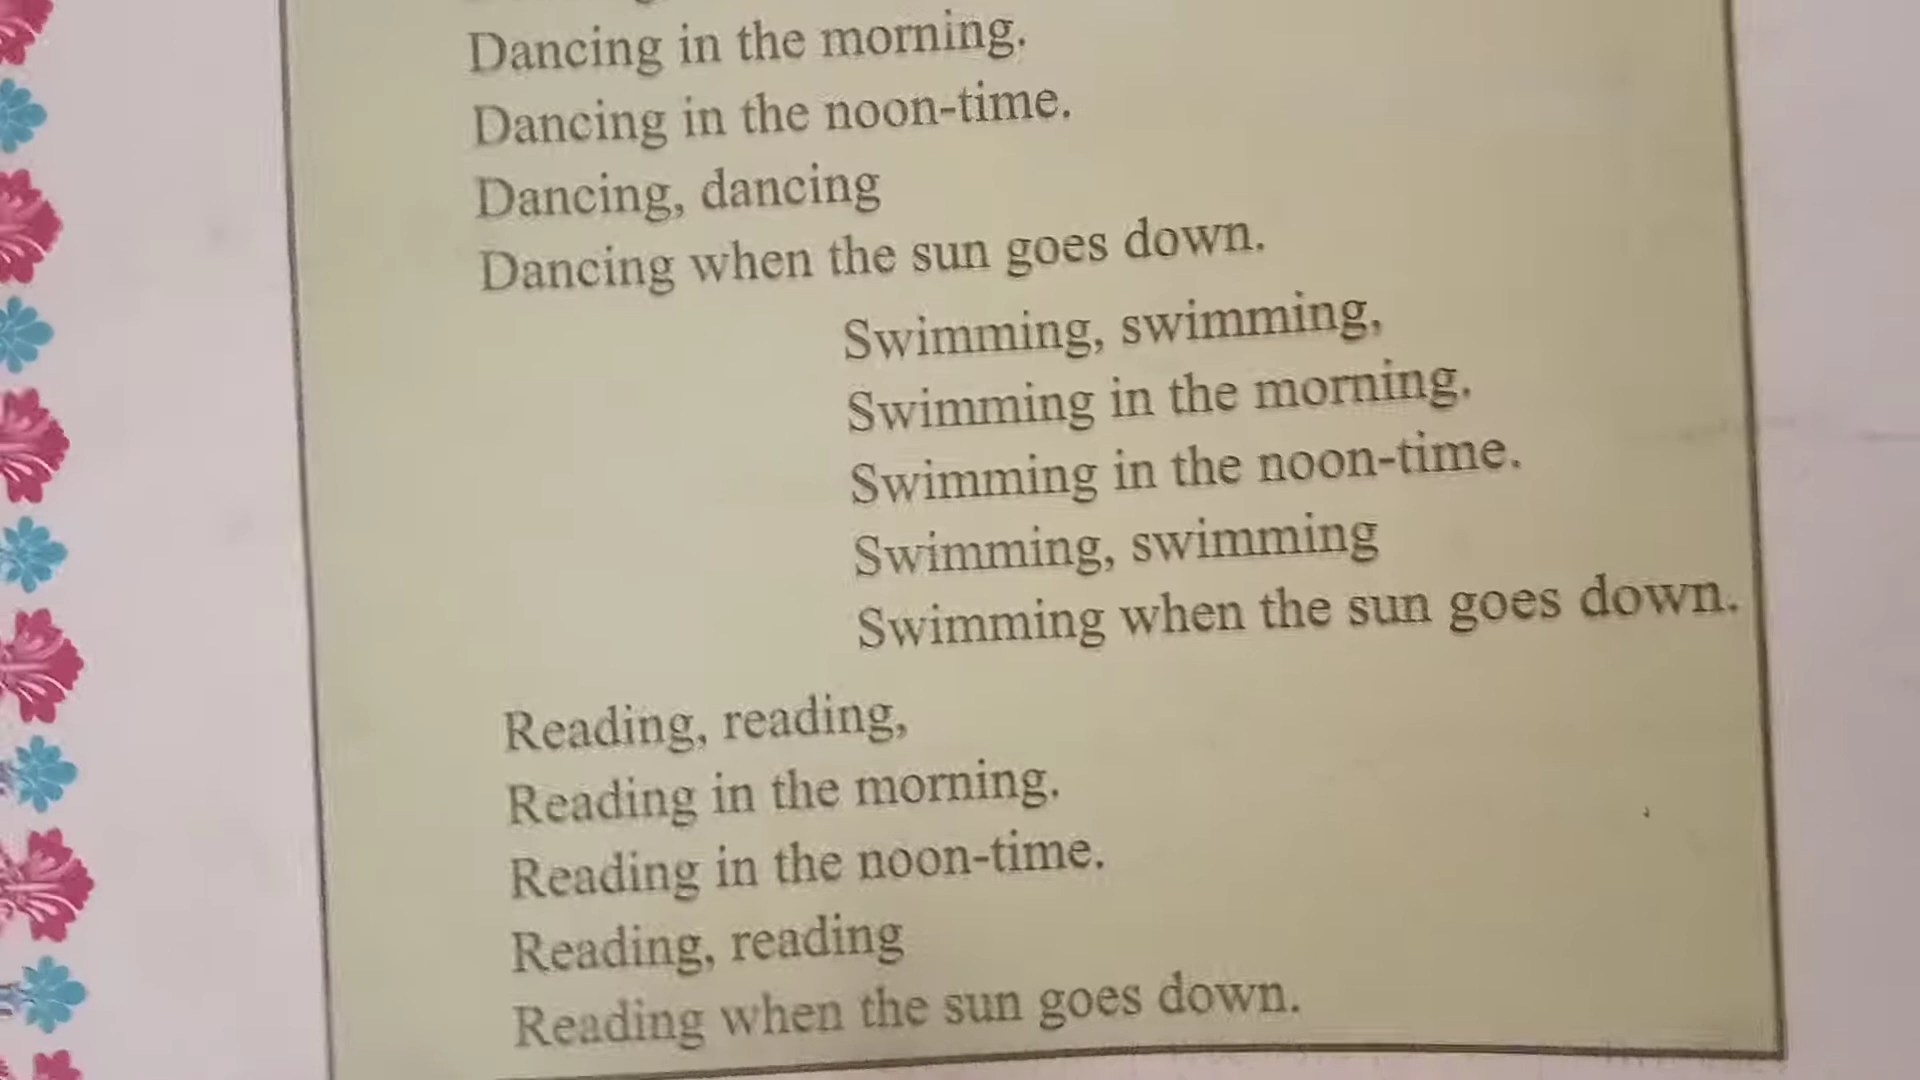 Dancing in the morning.
Dancing in the noon-time.
Dancing, dancing
Dancing when the sun goes down.
Swimming, swimming,
Swimming in the morning.
Swimming in the noon-time.
Swimming, swimming
Swimming when the sun goes down.
Reading, reading,
Reading in the morning.
Reading in the noon-time.
Reading, reading
Reading when the sun goes down.